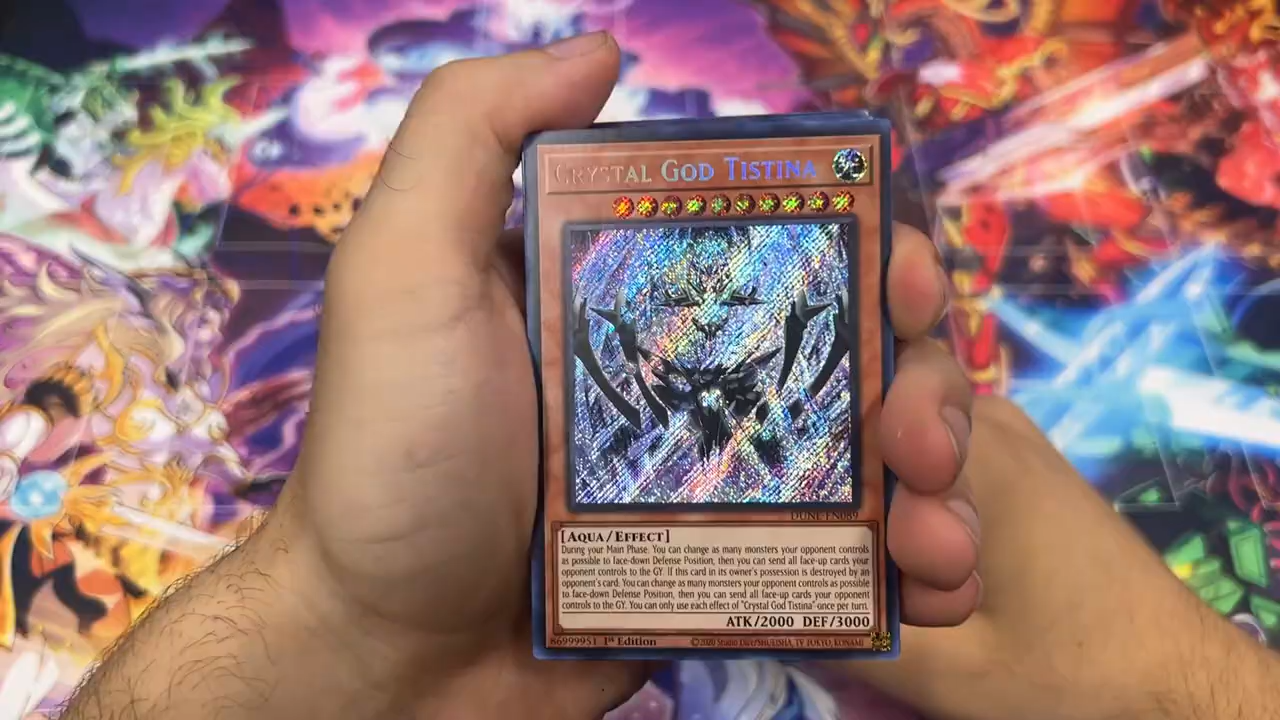 CRYSTAL GOD TISTINA
DUNE-EN089
[AQUA/EFFECT]
During your Main Phase: You can change as many monsters your opponent controls
as possible to face-down Defense Position, then you can send all face-up cards your
opponent controls to the GY. If this card in its owner's possession is destroyed by an
opponent's card: You can change as many monsters your opponent controls as possible
to face-down Defense Position, then you can send all face-up cards your opponent
controls to the GY. You can only use each effect of "Crystal God Tistina" once per turn.
ATK/2000 DEF/3000
86999951 1st Edition ©2020 Studio Dice/SHUEISHA, TV TOKYO, KONAMI